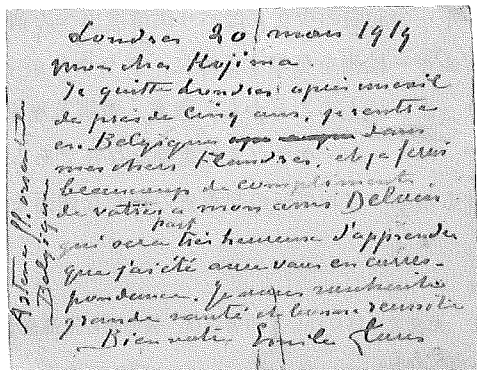 Londres 20 mars 1919
Mon cher Kojima
Je quitte Londres après un exil
de près de cinq ans, je rentre
en Belgique dans
mes chers Flandres, et je ferai
beaucoup de compliments
de votre part à mon ami Delvin
qui sera très heureux d'apprendre
que j'ai été avec vous en corres-
pondance. Je vous souhaite
grande santé et bonne réussite
Bien votre Emile Claus
Astene
Belgique